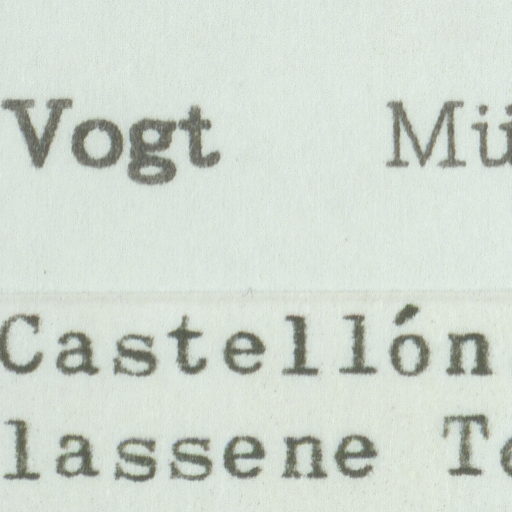 Vogt Mü
Castellón
lassene Te